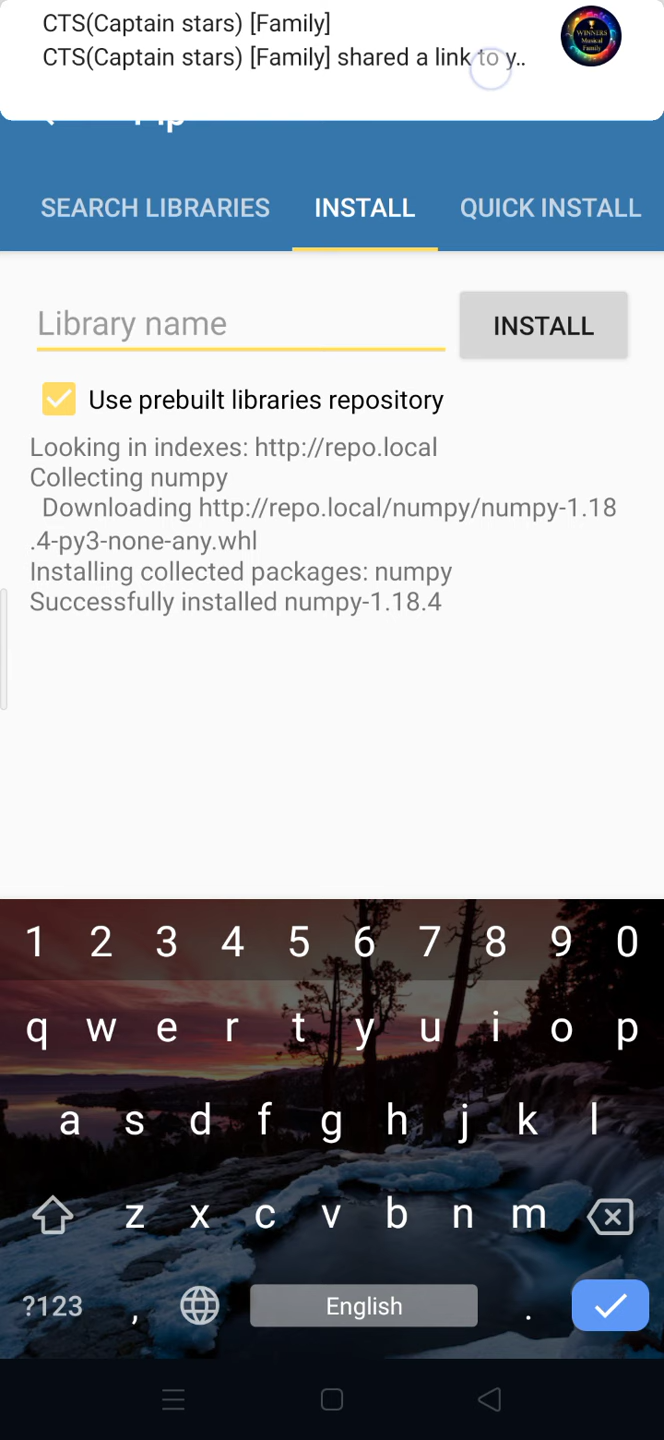 CTS(Captain stars) [Family]
CTS(Captain stars) [Family] shared a link to y..
WINNERS
Musical
Family
SEARCH LIBRARIES INSTALL QUICK INSTALL
Library name INSTALL
Use prebuilt libraries repository
Looking in indexes: http://repo.local
Collecting numpy
Downloading http://repo.local/numpy/numpy-1.18
.4-py3-none-any.whl
Installing collected packages: numpy
Successfully installed numpy-1.18.4
1 2 3 4 5 6 7 8 9 0
q w e r t y u i o p
a s d f g h j k l
z x c v b n m
?123 , English .